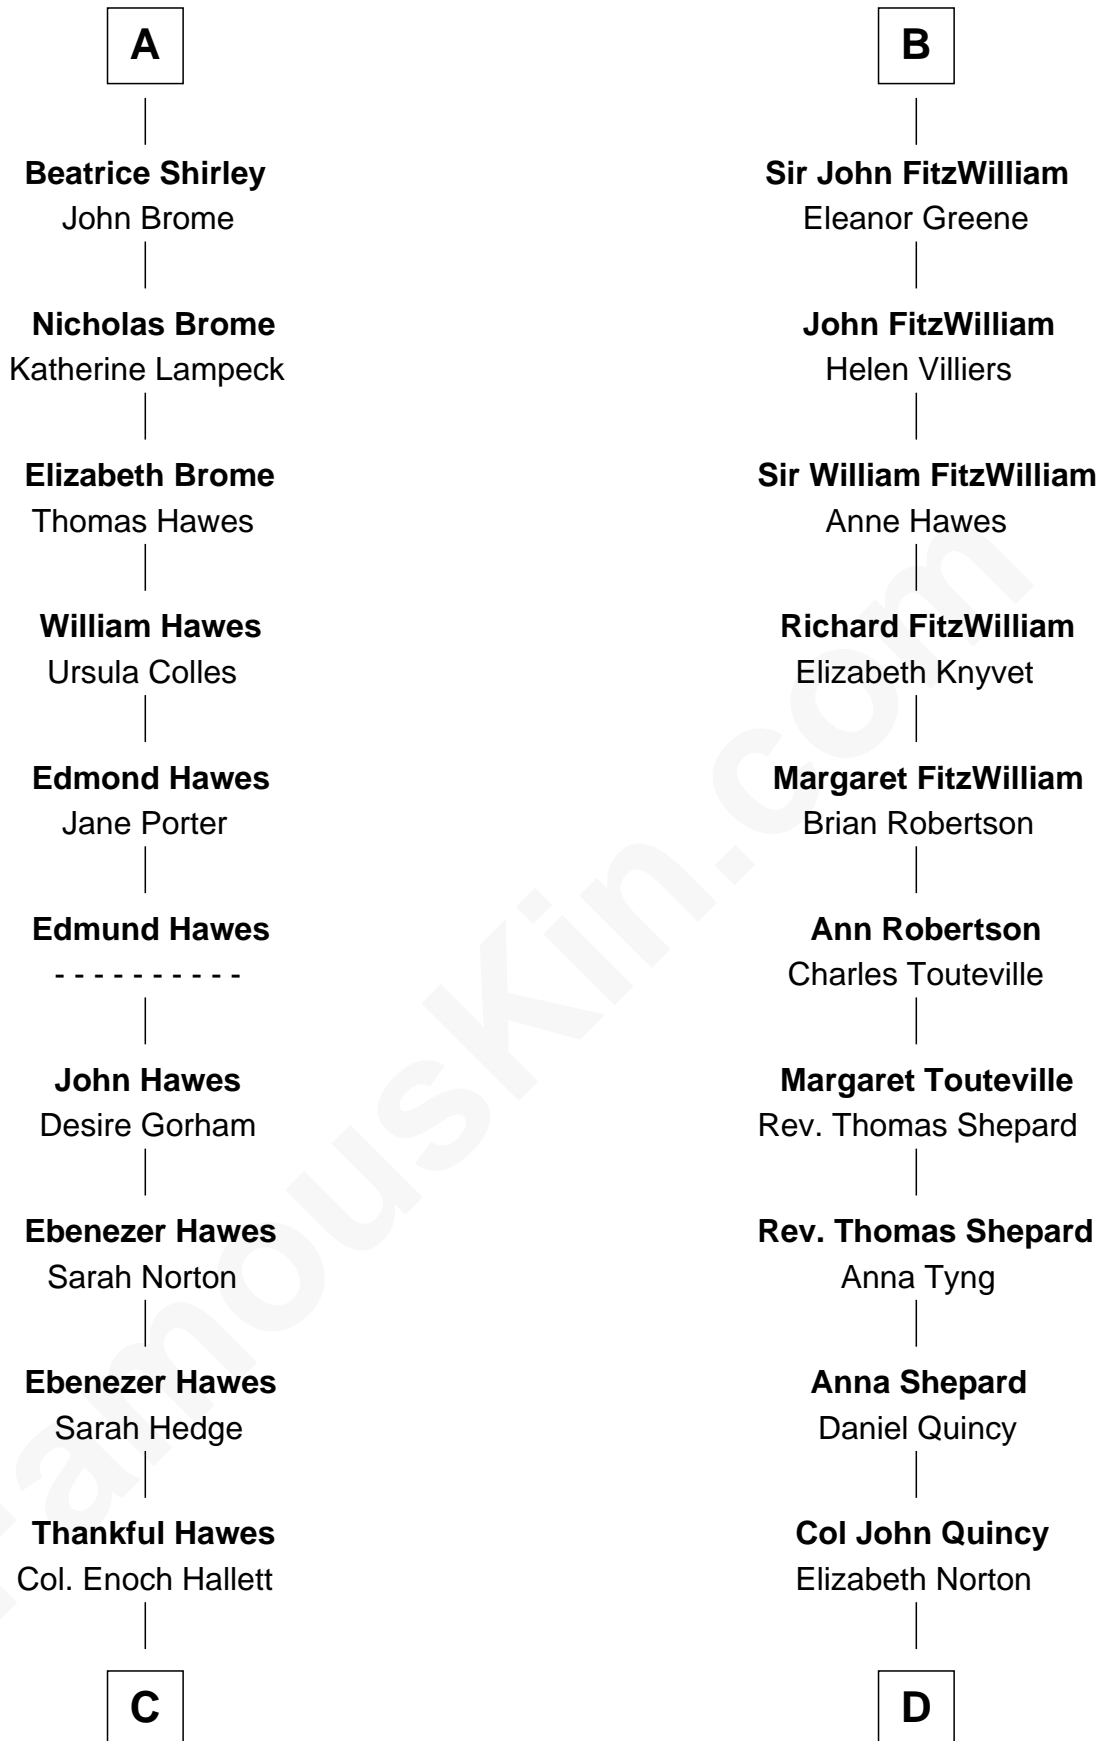 A
Beatrice Shirley
John Brome
Nicholas Brome
Katherine Lampeck
Elizabeth Brome
Thomas Hawes
William Hawes
Ursula Colles
Edmond Hawes
Jane Porter
Edmund Hawes
- - - - - - - - - -
John Hawes
Desire Gorham
Ebenezer Hawes
Sarah Norton
Ebenezer Hawes
Sarah Hedge
Thankful Hawes
Col. Enoch Hallett
C
B
Sir John FitzWilliam
Eleanor Greene
John FitzWilliam
Helen Villiers
Sir William FitzWilliam
Anne Hawes
Richard FitzWilliam
Elizabeth Knyvet
Margaret FitzWilliam
Brian Robertson
Ann Robertson
Charles Touteville
Margaret Touteville
Rev. Thomas Shepard
Rev. Thomas Shepard
Anna Tyng
Anna Shepard
Daniel Quincy
Col John Quincy
Elizabeth Norton
D
FamousKin.com